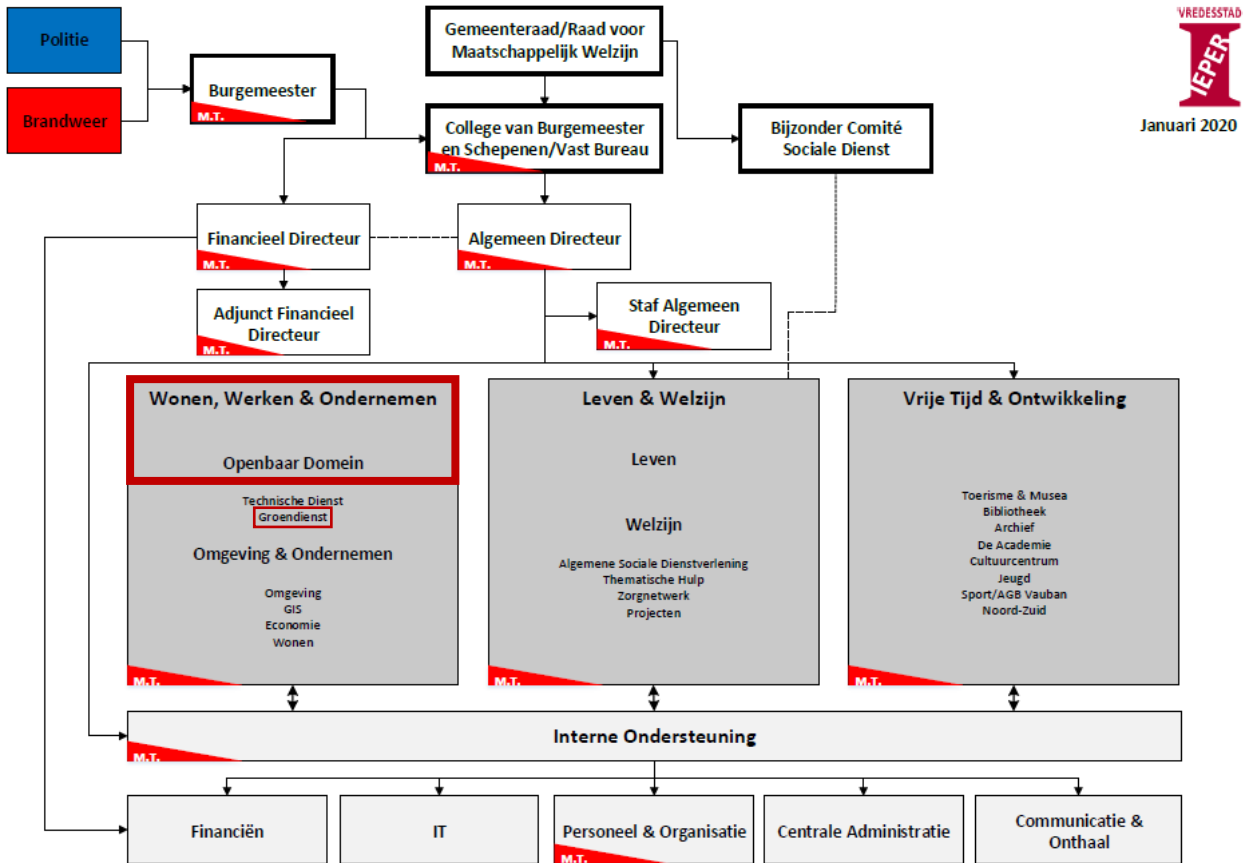 Politie
Brandweer
Burgemeester
M.T.
Gemeenteraad/Raad voor
Maatschappelijk Welzijn
College van Burgemeester
en Schepenen/Vast Bureau
M.T.
Bijzonder Comité
Sociale Dienst
'VREDESSTAD
IEPER
Januari 2020
Financieel Directeur
M.T.
Algemeen Directeur
M.T.
Adjunct Financieel
Directeur
M.T.
Staf Algemeen
Directeur
M.T.
Wonen, Werken & Ondernemen
Openbaar Domein
Technische Dienst
Groendienst
Omgeving & Ondernemen
Omgeving
GIS
Economie
Wonen
M.T.
Leven & Welzijn
Leven
Welzijn
Algemene Sociale Dienstverlening
Thematische Hulp
Zorgnetwerk
Projecten
M.T.
Vrije Tijd & Ontwikkeling
Toerisme & Musea
Bibliotheek
Archief
De Academie
Cultuurcentrum
Jeugd
Sport/AGB Vauban
Noord-Zuid
M.T.
Interne Ondersteuning
M.T.
Financiën
IT
Personeel & Organisatie
M.T.
Centrale Administratie
Communicatie &
Onthaal